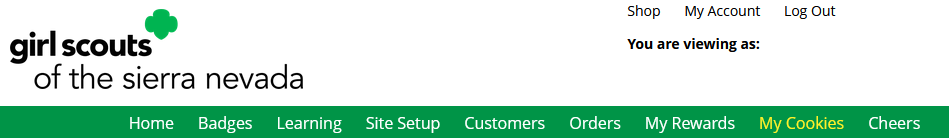 girl scouts
of the sierra nevada
Shop My Account Log Out
You are viewing as:
Home Badges Learning Site Setup Customers Orders My Rewards My Cookies Cheers